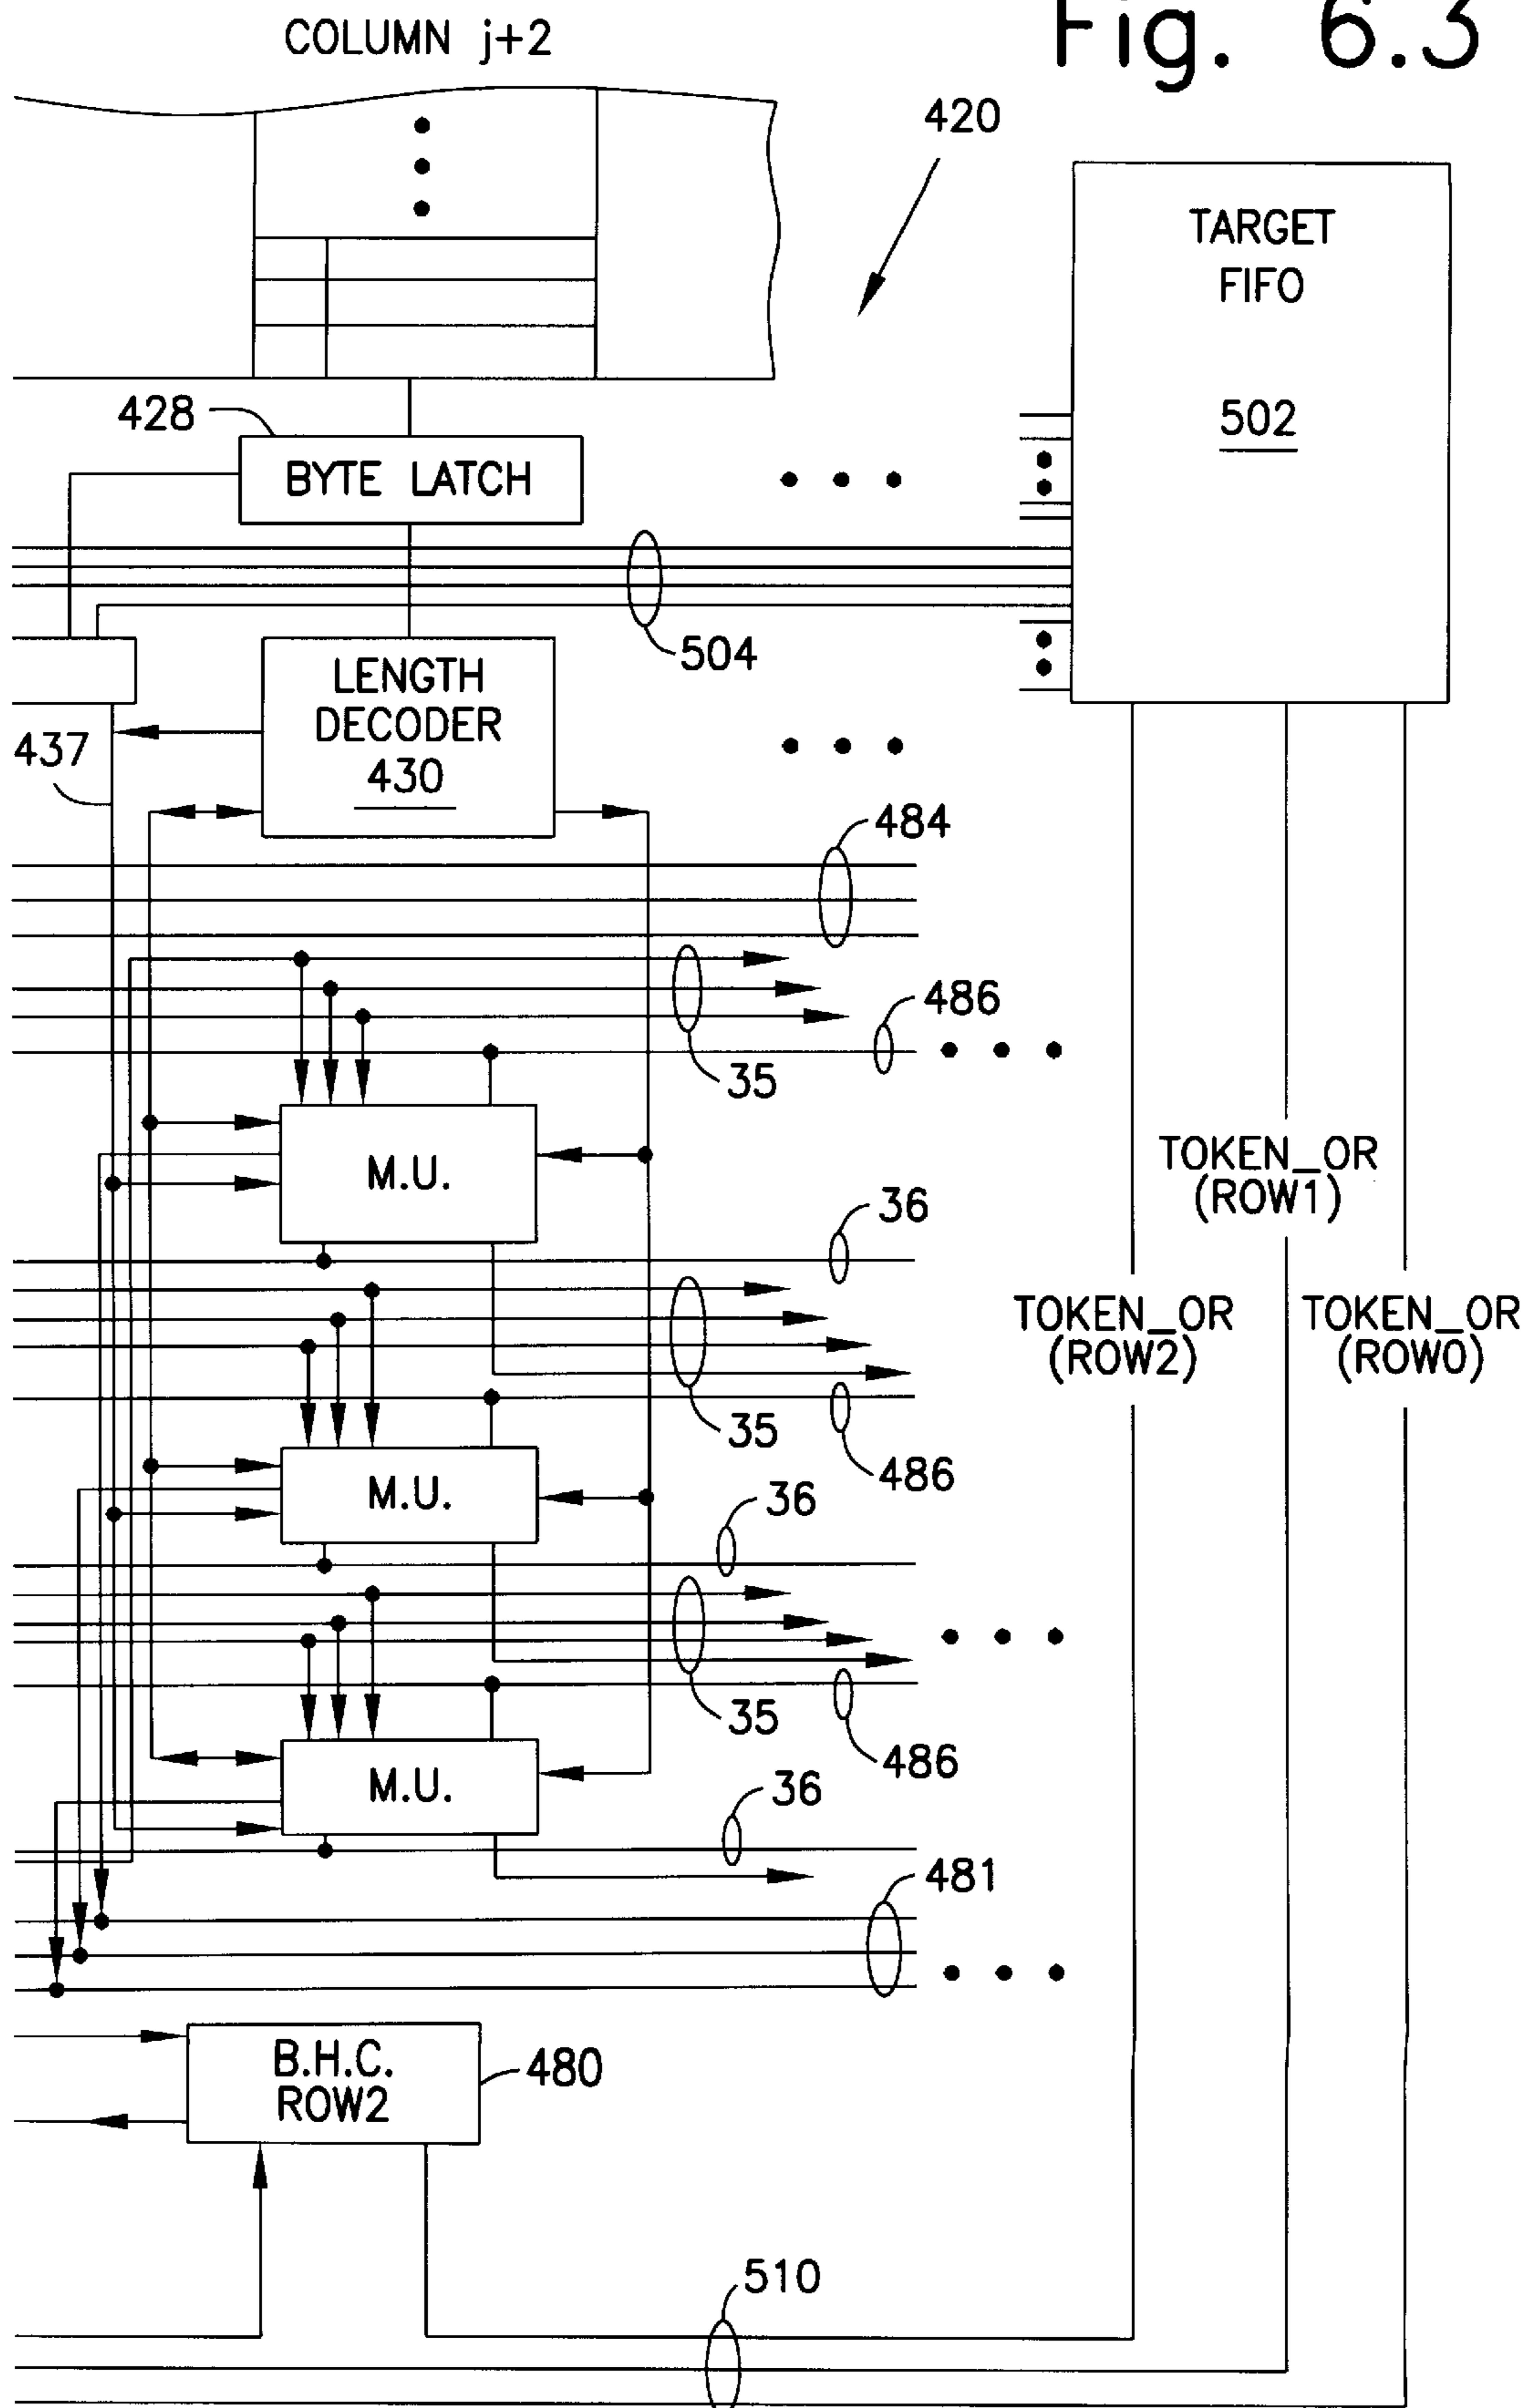 COLUMN j+2
Fig. 6.3
420
TARGET
FIFO
502
428
BYTE LATCH
504
LENGTH
DECODER
430
437
484
486
35
M.U.
TOKEN_OR
(ROW1)
36
TOKEN_OR
(ROW2)
TOKEN_OR
(ROW0)
35
486
M.U.
36
35
486
M.U.
36
481
B.H.C.
ROW2
480
510